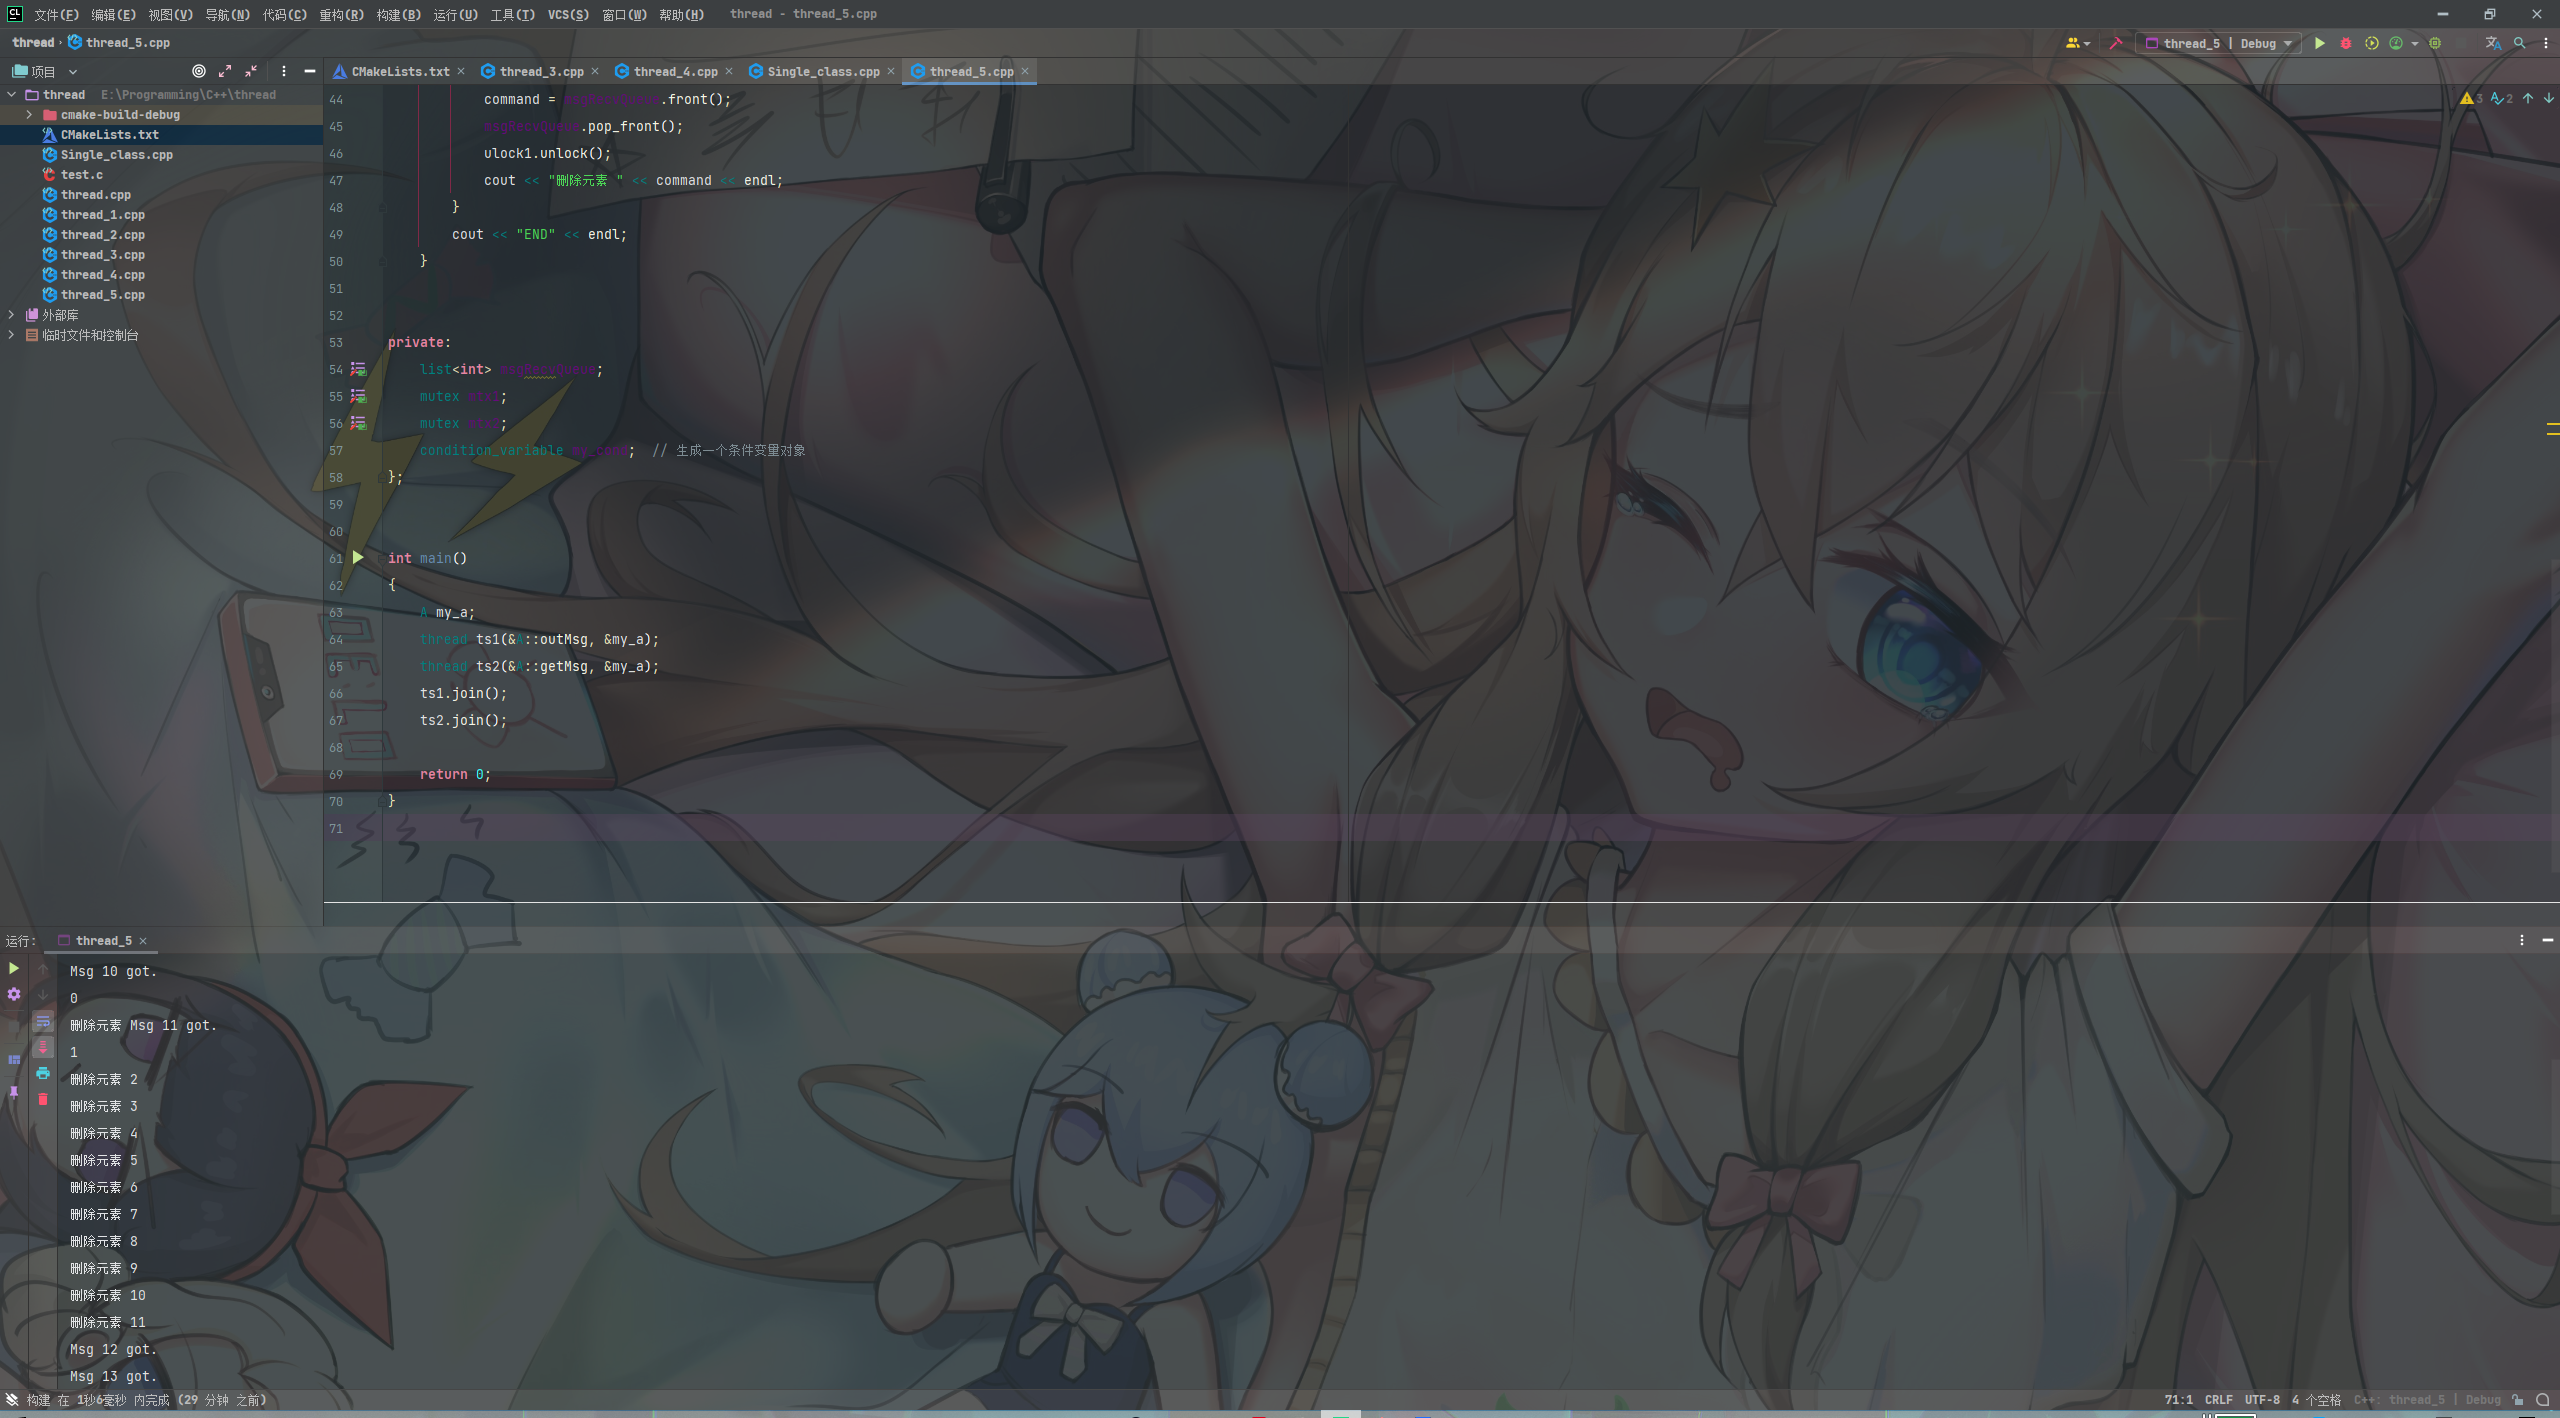 文件(F) 编辑(E) 视图(V) 导航(N) 代码(C) 重构(R) 构建(B) 运行(U) 工具(T) VCS(S) 窗口(W) 帮助(H) thread - thread_5.cpp
thread › thread_5.cpp
thread_5 | Debug
项目
CMakeLists.txt thread_3.cpp thread_4.cpp Single_class.cpp thread_5.cpp
thread E:\Programming\C++\thread
cmake-build-debug
CMakeLists.txt
Single_class.cpp
test.c
thread.cpp
thread_1.cpp
thread_2.cpp
thread_3.cpp
thread_4.cpp
thread_5.cpp
外部库
临时文件和控制台
3 2
44 command = .front();
45 .pop_front();
46 ulock1.unlock();
47 cout << "删除元素 " << command << endl;
48 }
49 cout << "END" << endl;
50 }
51
52
53 private:
54 list<int> ;
55 mutex ;
56 mutex ;
57 condition_variable ; // 生成一个条件变量对象
58 };
59
60
61 int main()
62 {
63 A my_a;
64 thread ts1(&A::outMsg, &my_a);
65 thread ts2(&A::getMsg, &my_a);
66 ts1.join();
67 ts2.join();
68
69 return 0;
70 }
71
运行: thread_5
Msg 10 got.
0
删除元素 Msg 11 got.
1
删除元素 2
删除元素 3
删除元素 4
删除元素 5
删除元素 6
删除元素 7
删除元素 8
删除元素 9
删除元素 10
删除元素 11
Msg 12 got.
Msg 13 got.
构建 在 1秒6毫秒 内完成 (29 分钟 之前)
71:1 CRLF UTF-8 4 个空格 C++: thread_5 | Debug